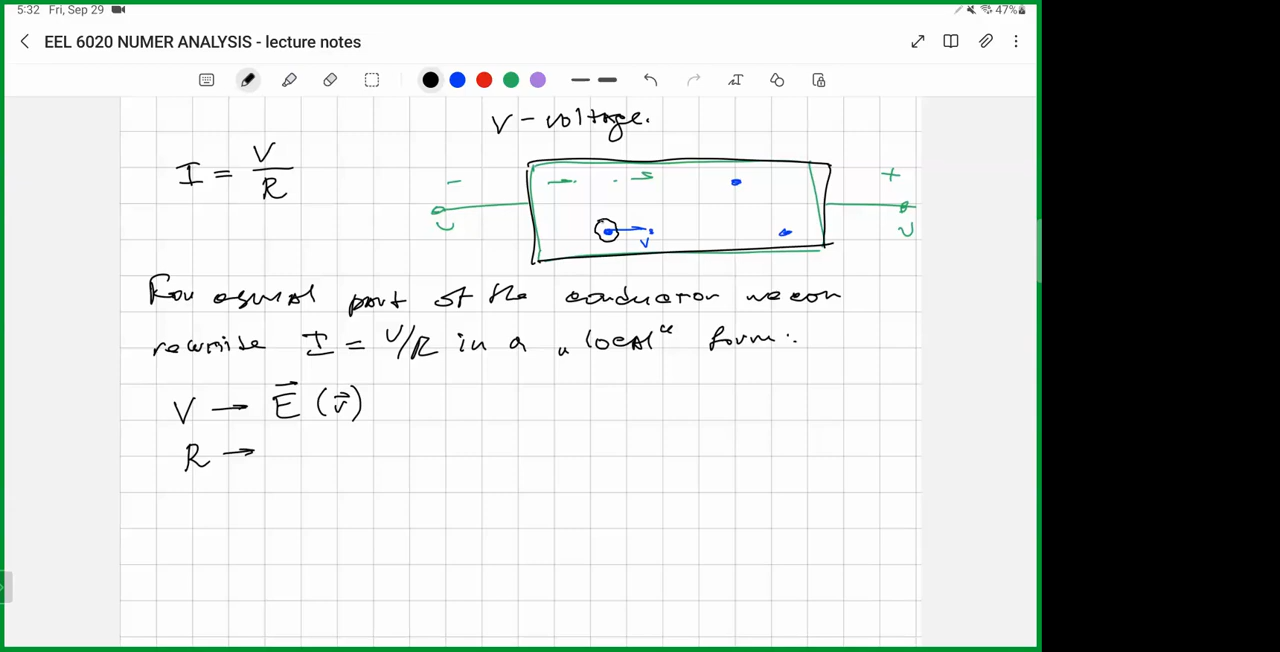 5:32 Fri, Sep 29
47%
EEL 6020 NUMER ANALYSIS - lecture notes
V - voltage.
I = V/R
- +
V
U U
For equal part of the conductor we can
rewrite I = U/R in a „local“ form:
V → E⃗ (r⃗)
R →